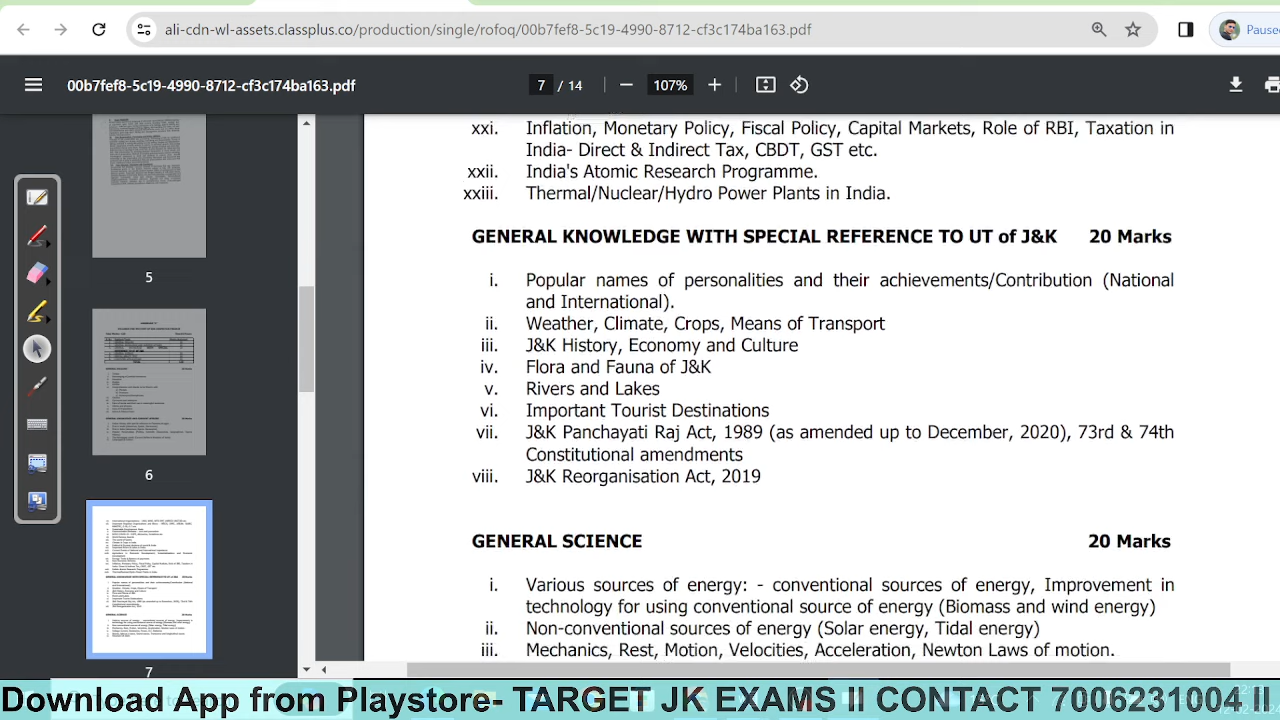 ali-cdn-wl-assets.classplus.co/production/single/rofoq/00b7fef8-5c19-4990-8712-cf3c174ba163.pdf
Paused
00b7fef8-5c19-4990-8712-cf3c174ba163.pdf
7 / 14
107%
xxi. Inflation, Monetary Policy, Fiscal Policy, Capital Markets, Role of RBI, Taxation in
India Direct & Indirect Tax, CBDT, GST etc.
xxii. India's Atomic Research Programme.
xxiii. Thermal/Nuclear/Hydro Power Plants in India.
GENERAL KNOWLEDGE WITH SPECIAL REFERENCE TO UT of J&K 20 Marks
i. Popular names of personalities and their achievements/Contribution (National
and International).
ii. Weather, Climate, Crops, Means of Transport
iii. J&K History, Economy and Culture
iv. Flora and Fauna of J&K
v. Rivers and Lakes
vi. Important Tourist Destinations
vii. J&K Panchayati Raj Act, 1989 (as amended up to December, 2020), 73rd & 74th
Constitutional amendments
viii. J&K Reorganisation Act, 2019
GENERAL SCIENCE 20 Marks
i. Various sources of energy: - conventional sources of energy, Improvement in
technology for using conventional source of energy (Biomass and wind energy)
ii. Non-conventional sources of energy (Solar energy, Tidal energy)
iii. Mechanics, Rest, Motion, Velocities, Acceleration, Newton Laws of motion.
5
6
7
Download App from Playstore- TARGET JK EXAMS II CONTACT 7006231004 II